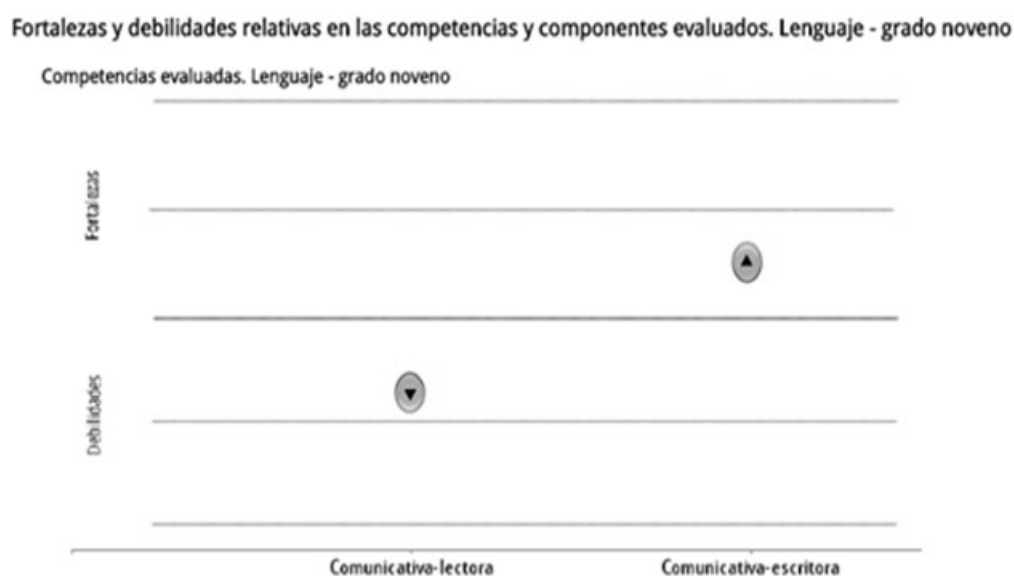 Fortalezas y debilidades relativas en las competencias y componentes evaluados. Lenguaje - grado noveno
Competencias evaluadas. Lenguaje - grado noveno
Fortalezas
Debilidades
Comunicativa-lectora
Comunicativa-escritora